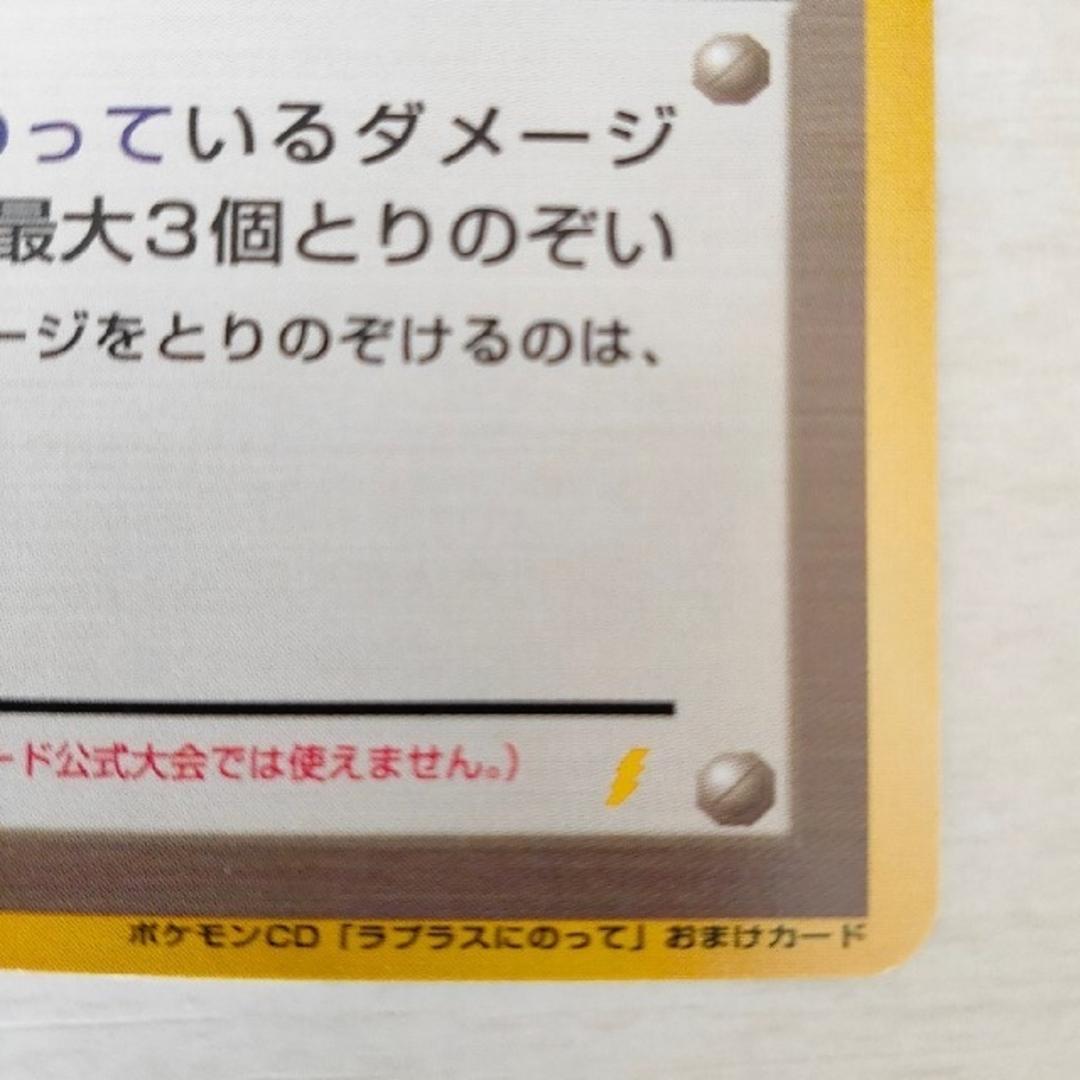 っているダメージ
最大3個とりのぞい
ージをとりのぞけるのは、
ード公式大会では使えません。)
ポケモンCD「ラプラスにのって」おまけカード